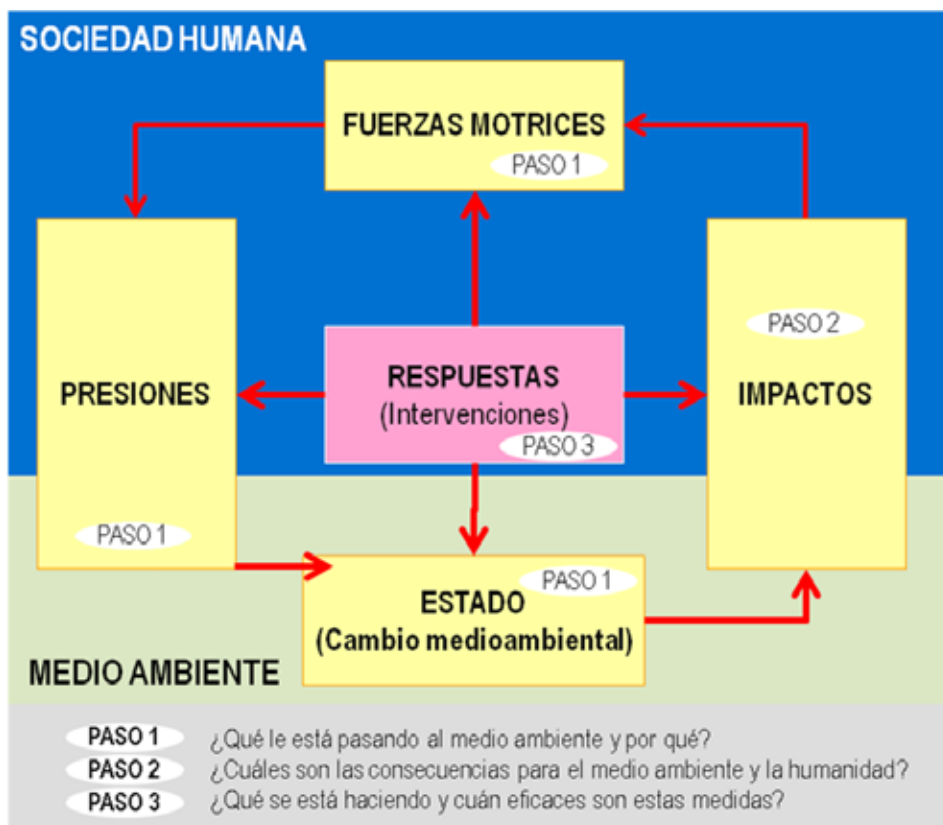 SOCIEDAD HUMANA
FUERZAS MOTRICES
PASO 1
PRESIONES
PASO 1
RESPUESTAS
(Intervenciones)
PASO 3
PASO 2
IMPACTOS
PASO 1
ESTADO
(Cambio medioambiental)
MEDIO AMBIENTE
PASO 1 ¿Qué le está pasando al medio ambiente y por qué?
PASO 2 ¿Cuáles son las consecuencias para el medio ambiente y la humanidad?
PASO 3 ¿Qué se está haciendo y cuán eficaces son estas medidas?